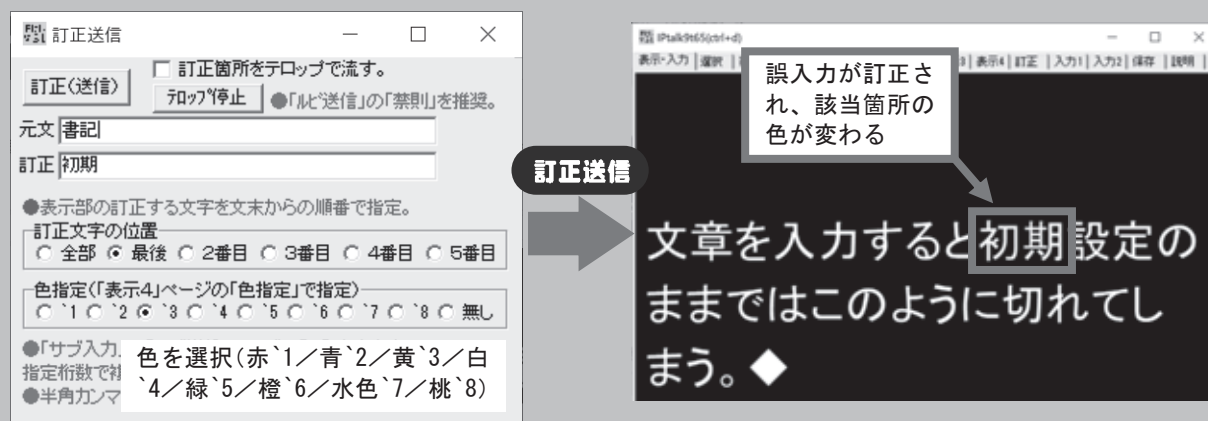 訂正送信
訂正(送信)
訂正箇所をテロップで流す。
テロップ停止
●「ルビ送信」の「禁則」を推奨。
元文 書記
訂正 初期
●表示部の訂正する文字を文末からの順番で指定。
訂正文字の位置
全部 最後 2番目 3番目 4番目 5番目
色指定(「表示4」ページの「色指定」で指定)
`1 `2 `3 `4 `5 `6 `7 `8 無し
●「サブ入力
指定桁数で
●半角カンマ
色を選択(赤`1/青`2/黄`3/白
`4/緑`5/橙`6/水色`7/桃`8)
訂正送信
IPtalk9t65(ctrl+d)
表示・入力 選択 表示4 訂正 入力1 入力2 保存 説明
誤入力が訂正さ
れ、該当箇所の
色が変わる
文章を入力すると初期設定の
ままではこのように切れてし
まう。◆